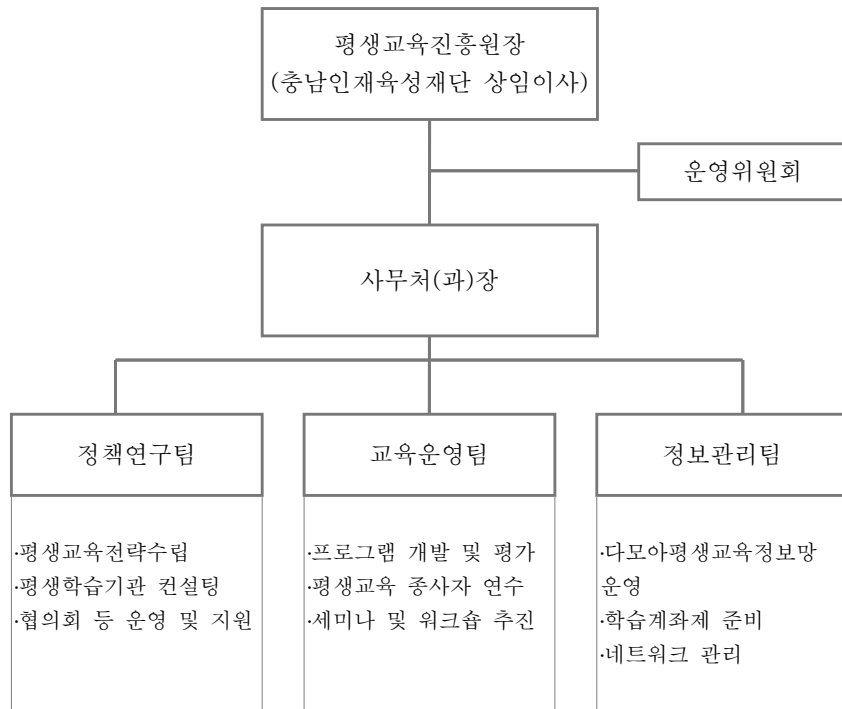 평생교육진흥원장
(충남인재육성재단 상임이사)
운영위원회
사무처(과)장
정책연구팀
교육운영팀
정보관리팀
·평생교육전략수립
·평생학습기관 컨설팅
·협의회 등 운영 및 지원
·프로그램 개발 및 평가
·평생교육 종사자 연수
·세미나 및 워크숍 추진
·다모아평생교육정보망
운영
·학습계좌제 준비
·네트워크 관리